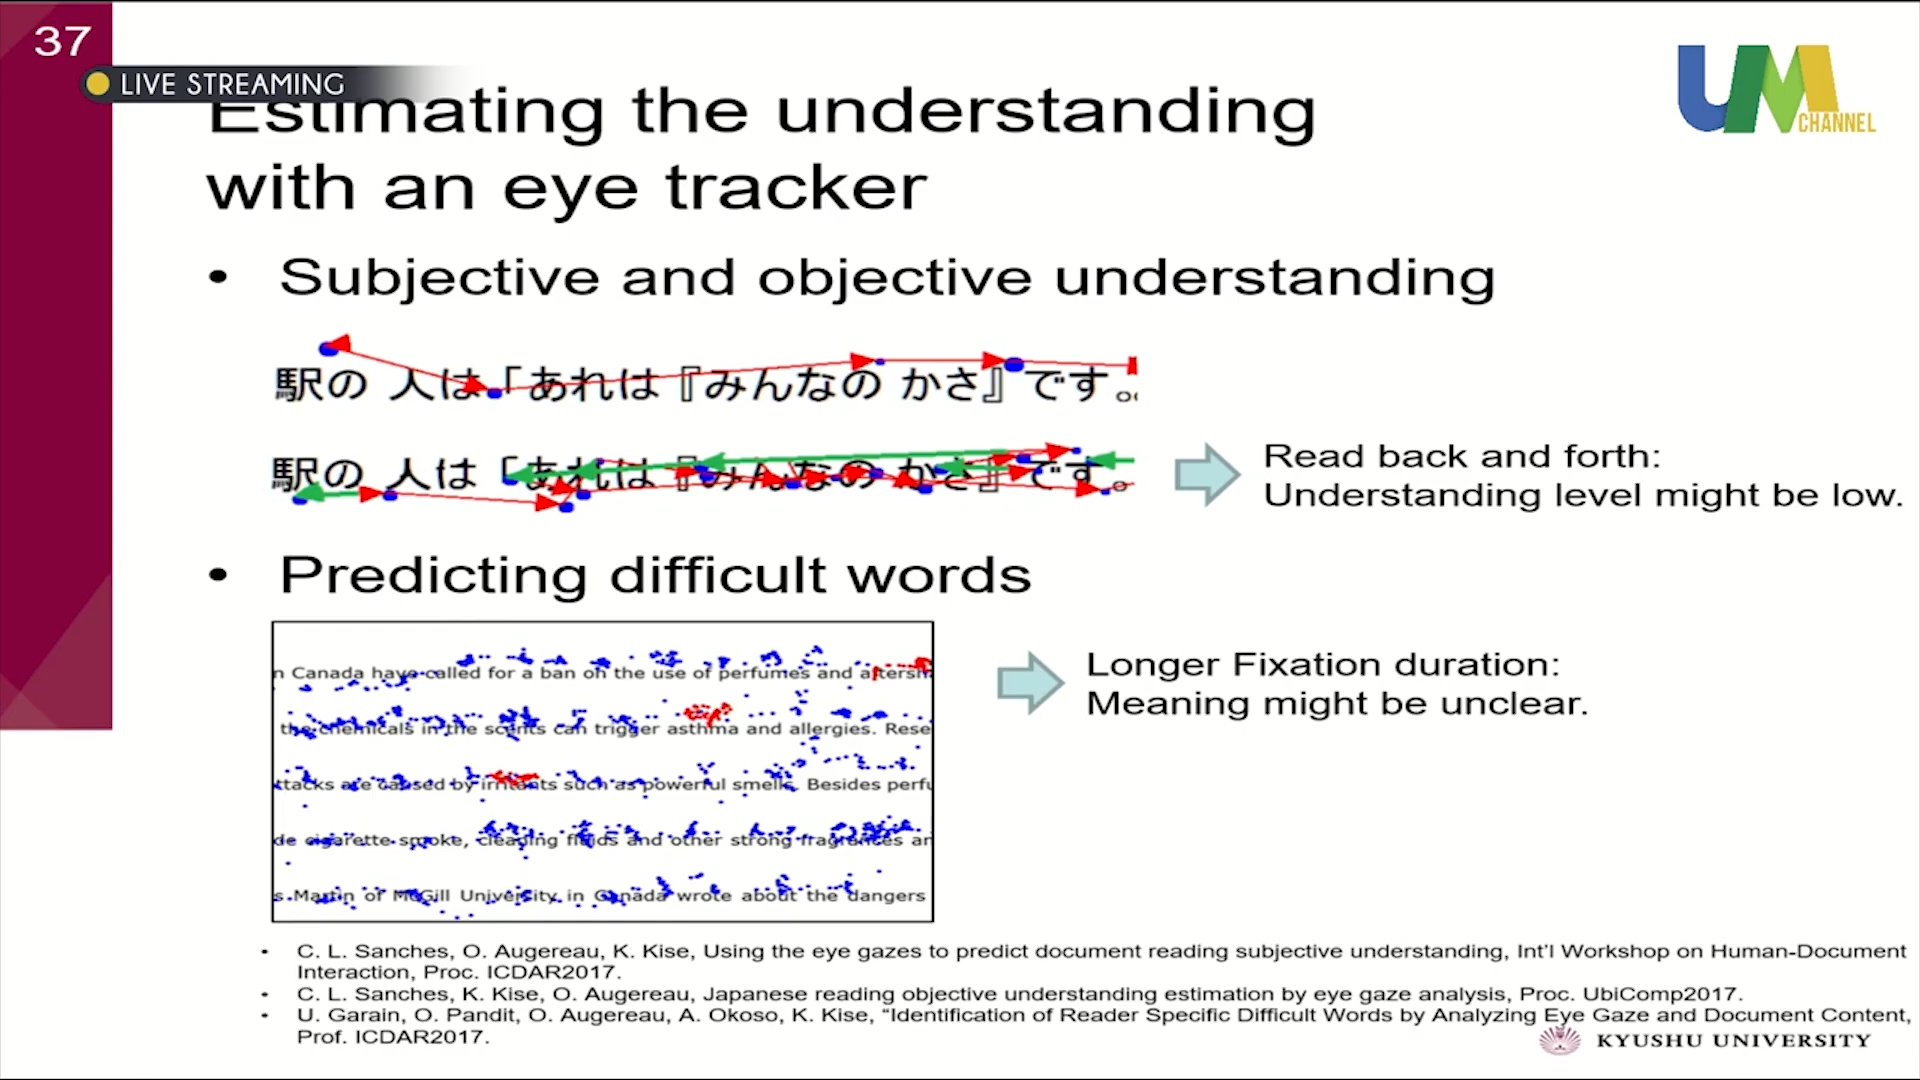 37
LIVE STREAMING
UM
CHANNEL
Estimating the understanding
with an eye tracker
• Subjective and objective understanding
駅の 人は「あれは『みんなの かさ』です。
駅の 人は「あれは『みんなの かさ』です。
Read back and forth:
Understanding level might be low.
• Predicting difficult words
n Canada have called for a ban on the use of perfumes and aftersh
the chemicals in the scents can trigger asthma and allergies. Rese
ttacks are caused by irritants such as powerful smells. Besides perfu
de cigarette smoke, cleaning fluids and other strong fragrances an
s Martin of McGill University in Canada wrote about the dangers
Longer Fixation duration:
Meaning might be unclear.
• C. L. Sanches, O. Augereau, K. Kise, Using the eye gazes to predict document reading subjective understanding, Int'l Workshop on Human-Document
Interaction, Proc. ICDAR2017.
• C. L. Sanches, K. Kise, O. Augereau, Japanese reading objective understanding estimation by eye gaze analysis, Proc. UbiComp2017.
• U. Garain, O. Pandit, O. Augereau, A. Okoso, K. Kise, “Identification of Reader Specific Difficult Words by Analyzing Eye Gaze and Document Content,
Prof. ICDAR2017.
KYUSHU UNIVERSITY